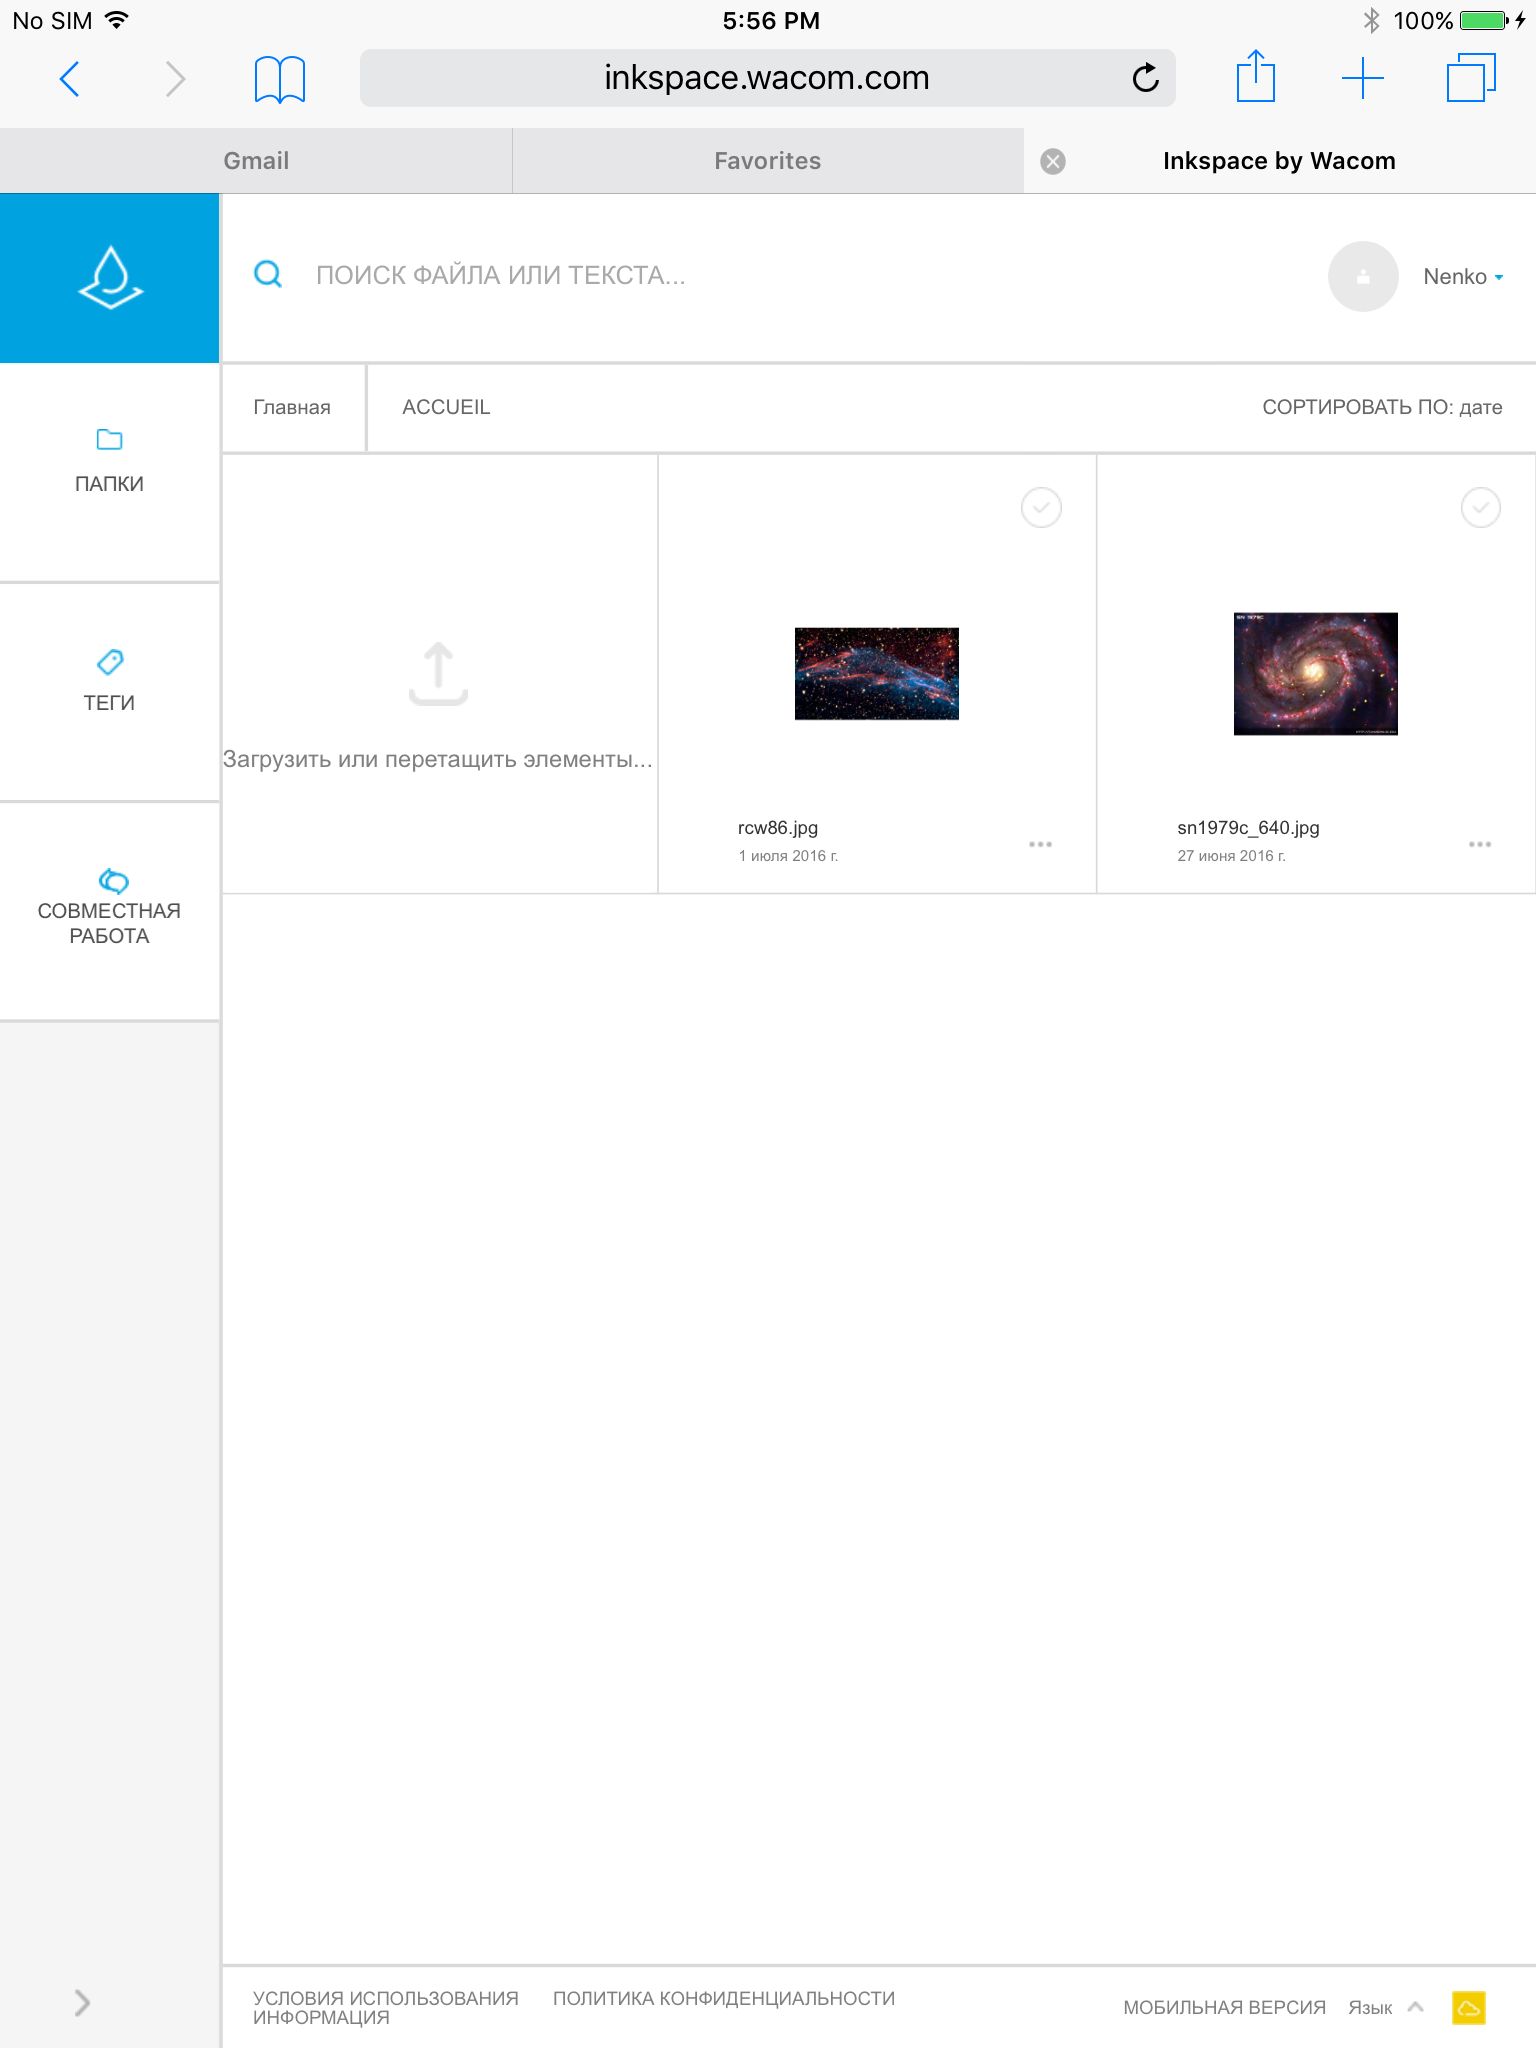 No SIM 5:56 PM 100%
inkspace.wacom.com
Gmail Favorites Inkspace by Wacom
ПОИСК ФАЙЛА ИЛИ ТЕКСТА...
Nenko
Главная ACCUEIL СОРТИРОВАТЬ ПО: дате
ПАПКИ
ТЕГИ
СОВМЕСТНАЯ
РАБОТА
Загрузить или перетащить элементы...
rcw86.jpg
1 июля 2016 г.
SN 1979C
sn1979c_640.jpg
27 июня 2016 г.
УСЛОВИЯ ИСПОЛЬЗОВАНИЯ ПОЛИТИКА КОНФИДЕНЦИАЛЬНОСТИ
ИНФОРМАЦИЯ
МОБИЛЬНАЯ ВЕРСИЯ Язык